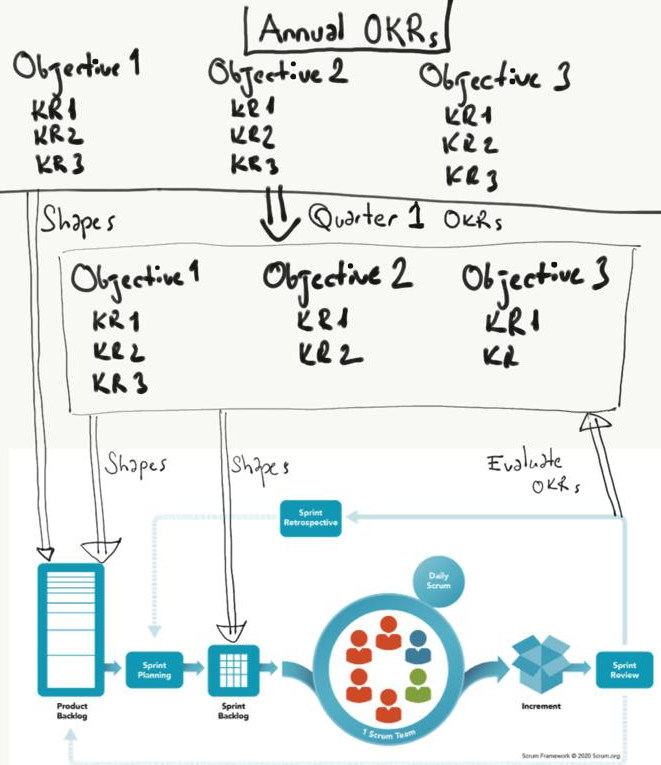 Annual OKRs
Objective 1
KR1
KR2
KR3
Objective 2
KR1
KR2
KR3
Objective 3
KR1
KR2
KR3
Shapes
Quarter 1 OKRs
Objective 1
KR1
KR2
KR3
Objective 2
KR1
KR2
Objective 3
KR1
KR
Shapes
Shapes
Evaluate
OKRs
Sprint
Retrospective
Daily
Scrum
Sprint
Planning
Sprint
Review
Product
Backlog
Sprint
Backlog
1 Scrum Team
Increment
Scrum Framework © 2020 Scrum.org